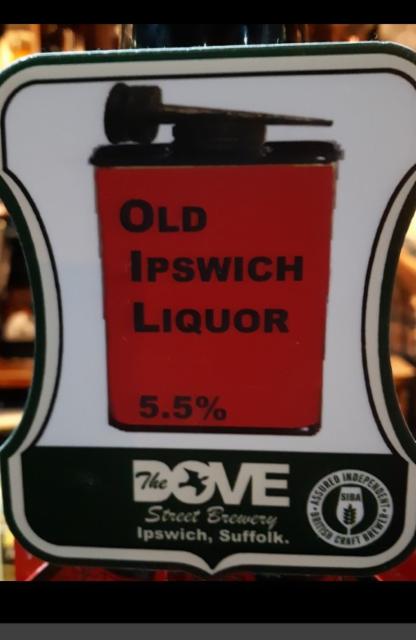 OLD
IPSWICH
LIQUOR
5.5%
The DOVE
Street Brewery
Ipswich, Suffolk.
ASSURED INDEPENDENT
SIBA
BRITISH CRAFT BREWER